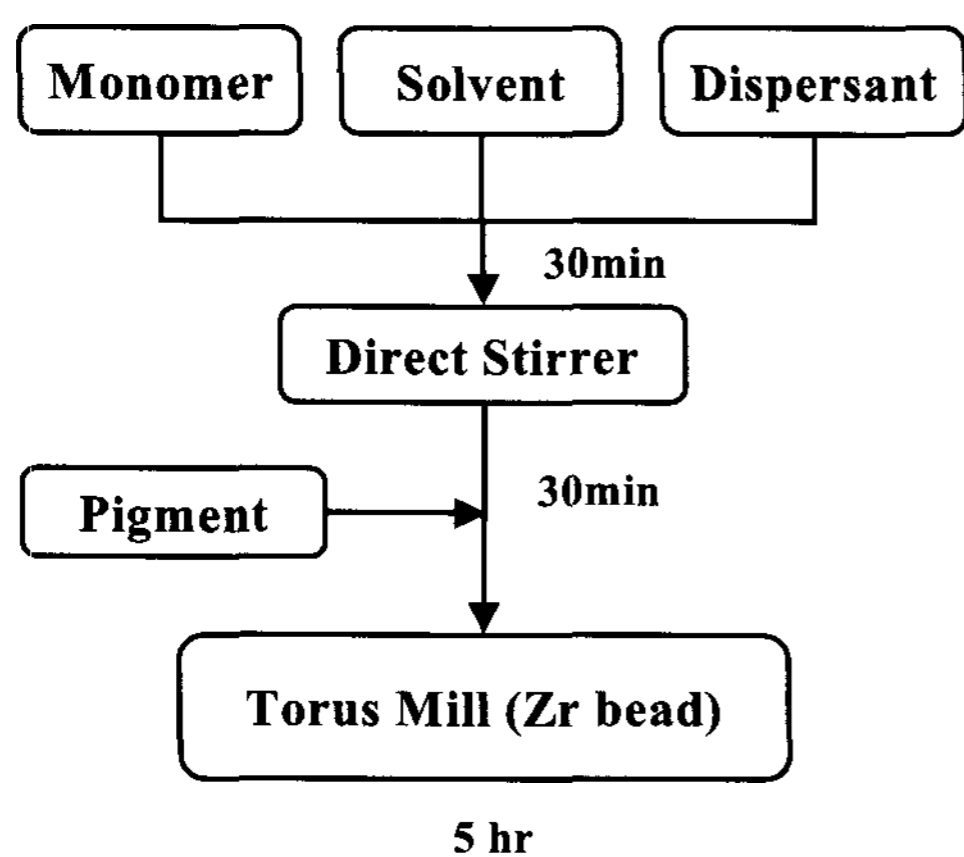 Monomer
Solvent
Dispersant
30min
Direct Stirrer
30min
Pigment
Torus Mill (Zr bead)
5 hr